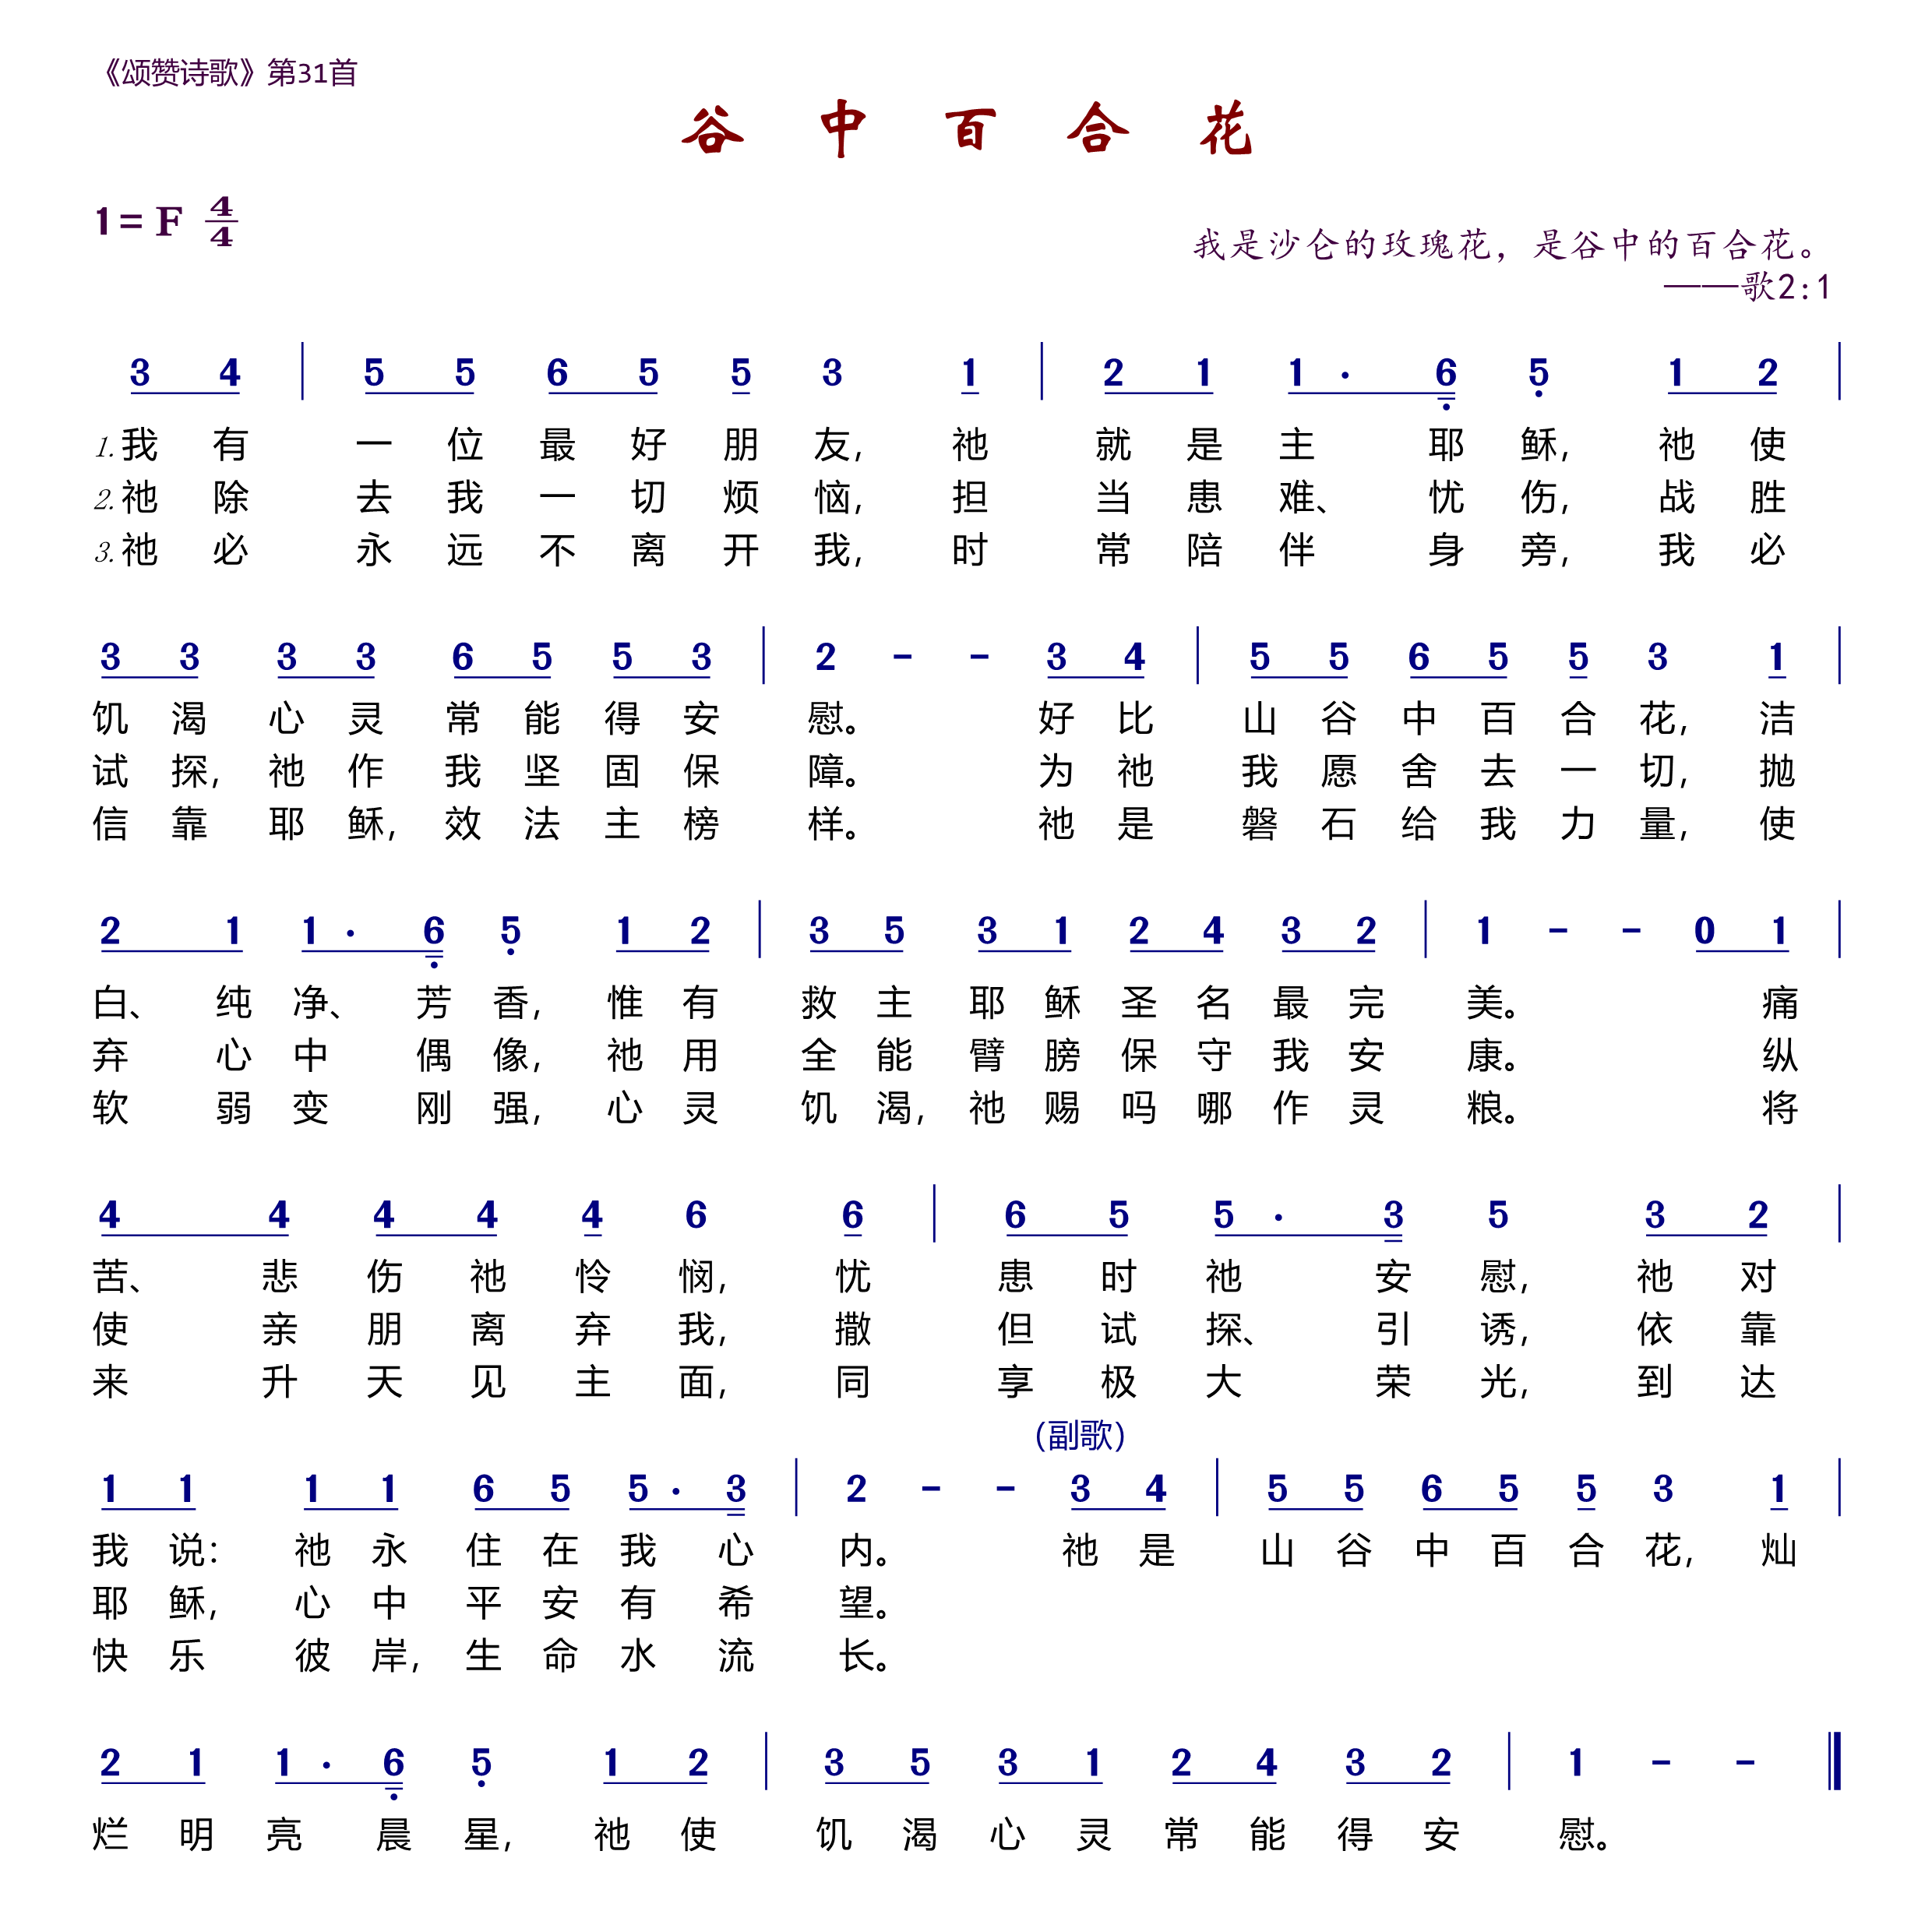 《颂赞诗歌》第31首
谷 中 百 合 花
1 = F 4/4
我是沙仑的玫瑰花，是谷中的百合花。
——歌2:1
3 4 | 5 5 6 5 5 3 1 | 2 1 1 · 6 5 1 2 |
1. 我 有 一 位 最 好 朋 友， 祂 就 是 主 耶 稣， 祂 使
2. 祂 除 去 我 一 切 烦 恼， 担 当 患 难、 忧 伤， 战 胜
3. 祂 必 永 远 不 离 开 我， 时 常 陪 伴 身 旁， 我 必
3 3 3 3 6 5 5 3 | 2 - - 3 4 | 5 5 6 5 5 3 1 |
饥 渴 心 灵 常 能 得 安 慰。 好 比 山 谷 中 百 合 花， 洁
试 探， 祂 作 我 坚 固 保 障。 为 祂 我 愿 舍 去 一 切， 抛
信 靠 耶 稣， 效 法 主 榜 样。 祂 是 磐 石 给 我 力 量， 使
2 1 1 · 6 5 1 2 | 3 5 3 1 2 4 3 2 | 1 - - 0 1 |
白、 纯 净、 芳 香， 惟 有 救 主 耶 稣 圣 名 最 完 美。 痛
弃 心 中 偶 像， 祂 用 全 能 臂 膀 保 守 我 安 康。 纵
软 弱 变 刚 强， 心 灵 饥 渴， 祂 赐 吗 哪 作 灵 粮。 将
4 4 4 4 4 6 6 | 6 5 5 · 3 5 3 2 |
苦、 悲 伤 祂 怜 悯， 忧 患 时 祂 安 慰， 祂 对
使 亲 朋 离 弃 我， 撒 但 试 探、 引 诱， 依 靠
来 升 天 见 主 面， 同 享 极 大 荣 光， 到 达
(副歌)
1 1 1 1 6 5 5 · 3 | 2 - - 3 4 | 5 5 6 5 5 3 1 |
我 说： 祂 永 住 在 我 心 内。 祂 是 山 谷 中 百 合 花， 灿
耶 稣， 心 中 平 安 有 希 望。
快 乐 彼 岸， 生 命 水 流 长。
2 1 1 · 6 5 1 2 | 3 5 3 1 2 4 3 2 | 1 - - ‖
烂 明 亮 晨 星， 祂 使 饥 渴 心 灵 常 能 得 安 慰。